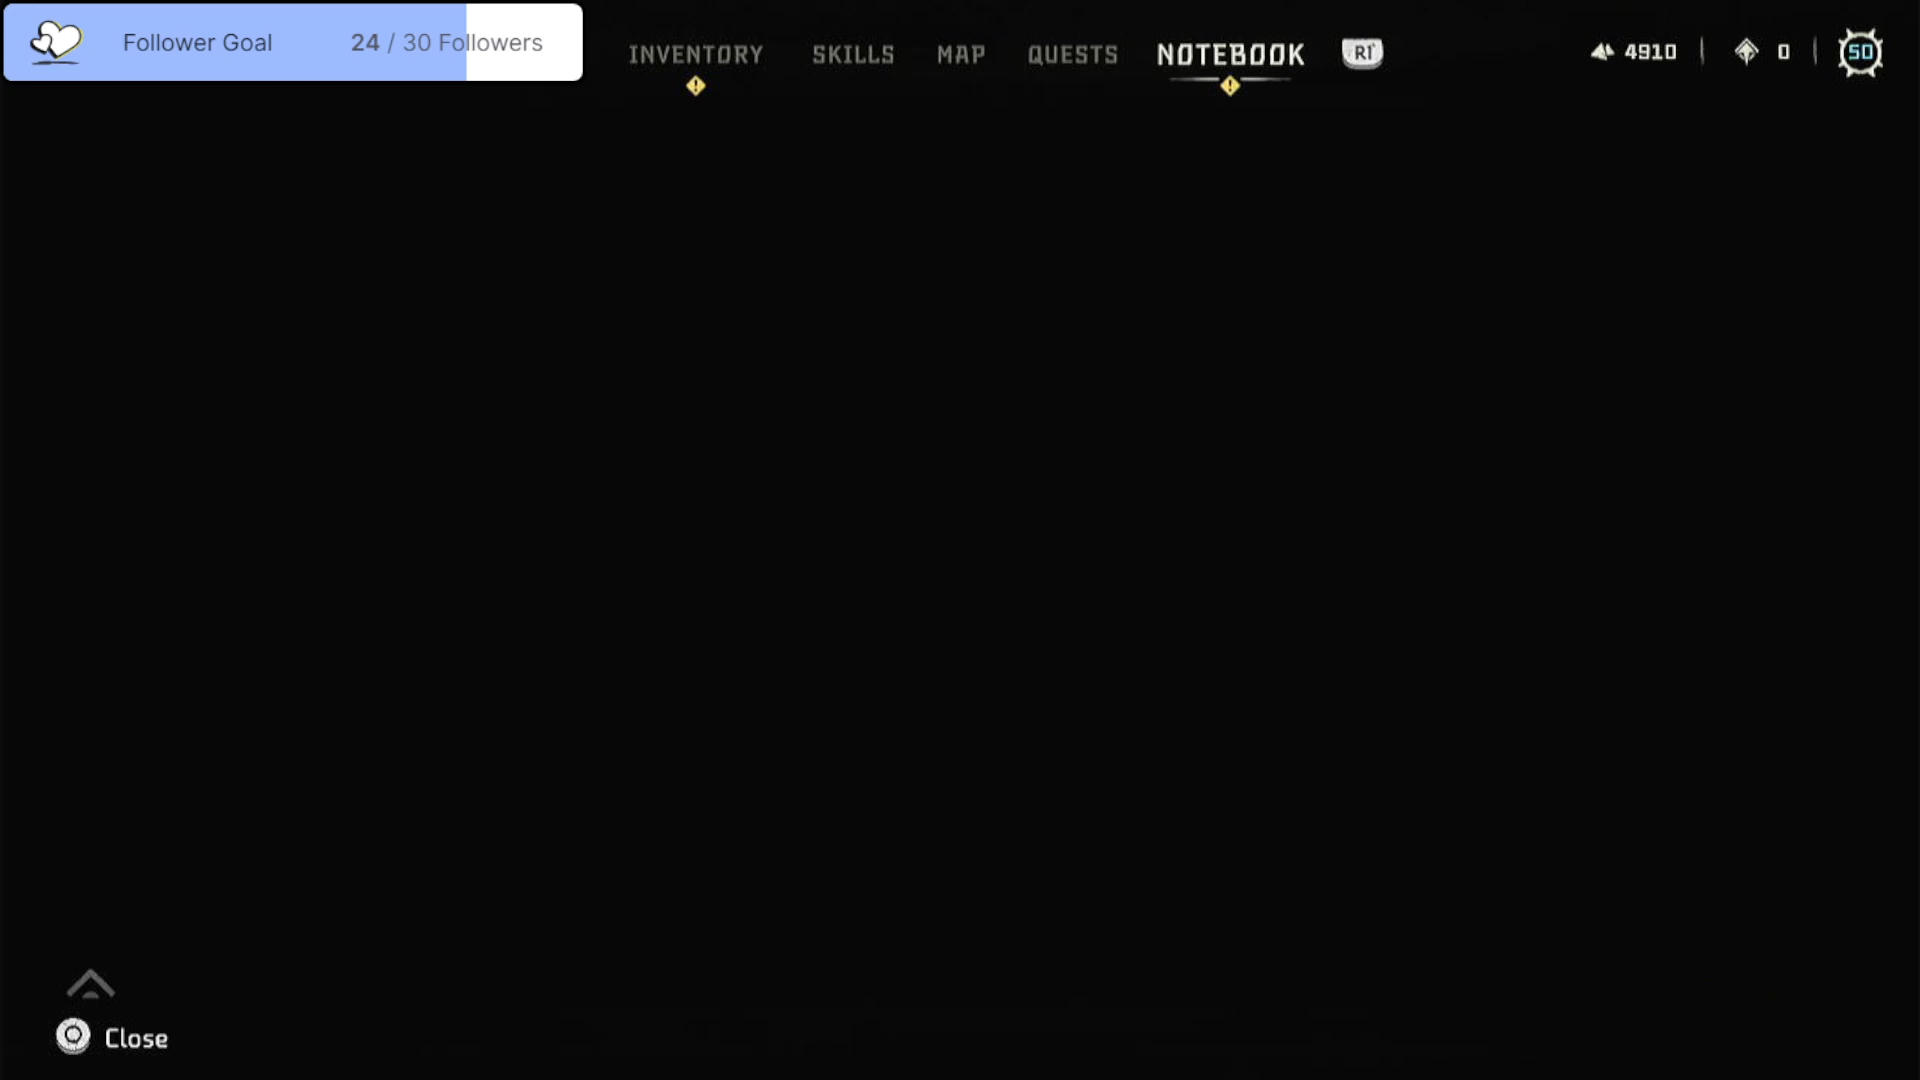 Follower Goal 24 / 30 Followers
INVENTORY SKILLS MAP QUESTS NOTEBOOK R1
4910 0 50
Close